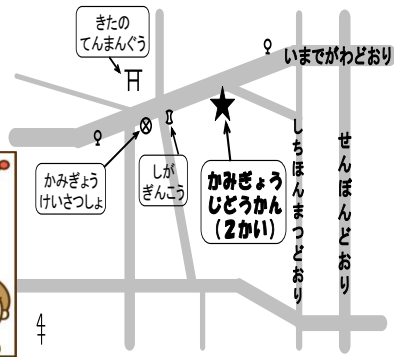 きたの
てんまんぐう
いまでがわどおり
かみぎょう
けいさつしょ
しが
ぎんこう
かみぎょう
じどうかん
(2かい)
しちほんまつどおり
せんぼんどおり